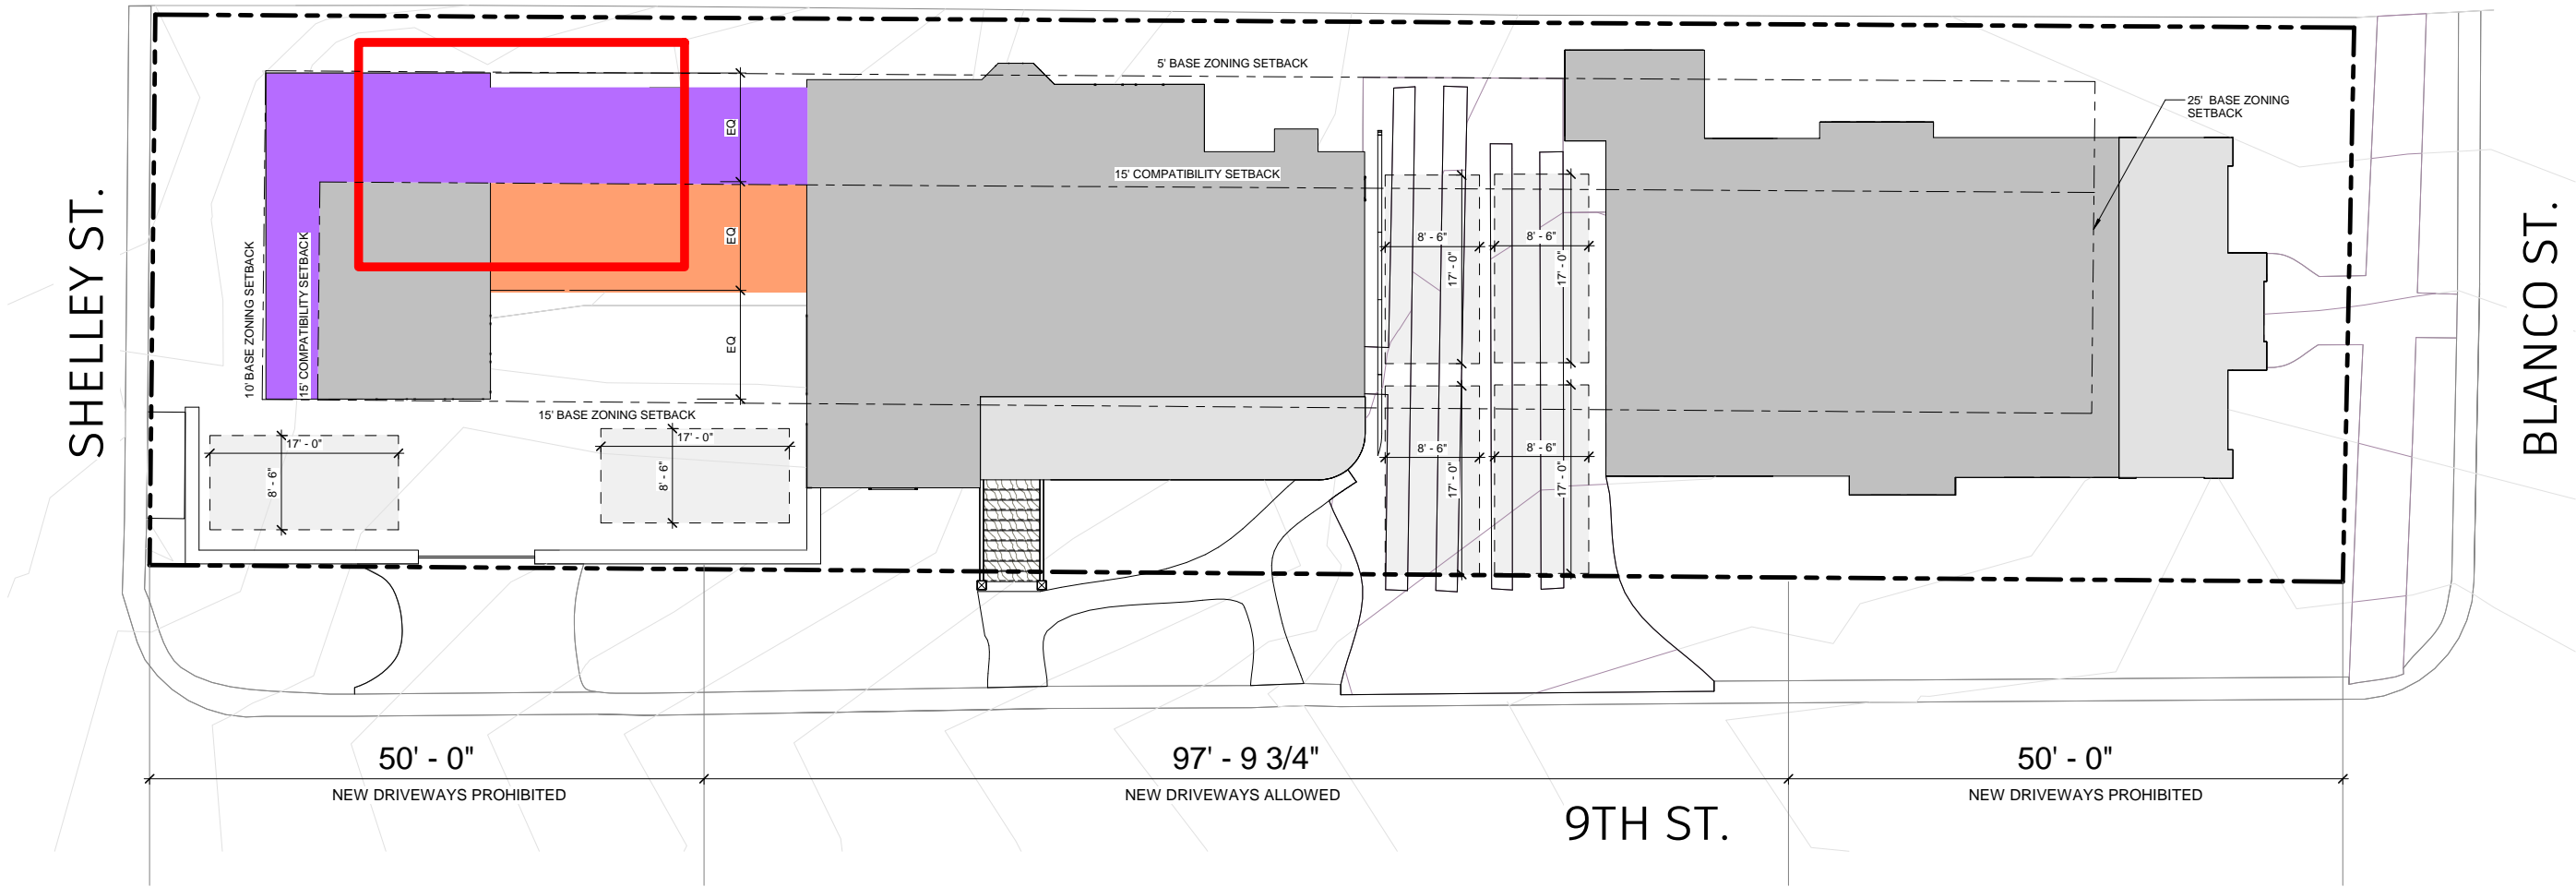 5' BASE ZONING SETBACK
25' BASE ZONING
SETBACK
EQ
15' COMPATIBILITY SETBACK
SHELLEY ST.
BLANCO ST.
10' BASE ZONING SETBACK
15' COMPATIBILITY SETBACK
EQ
8' - 6"
8' - 6"
17' - 0"
17' - 0"
EQ
15' BASE ZONING SETBACK
17' - 0"
8' - 6"
17' - 0"
8' - 6"
8' - 6"
8' - 6"
17' - 0"
17' - 0"
50' - 0"
97' - 9 3/4"
50' - 0"
NEW DRIVEWAYS PROHIBITED
NEW DRIVEWAYS ALLOWED
NEW DRIVEWAYS PROHIBITED
9TH ST.